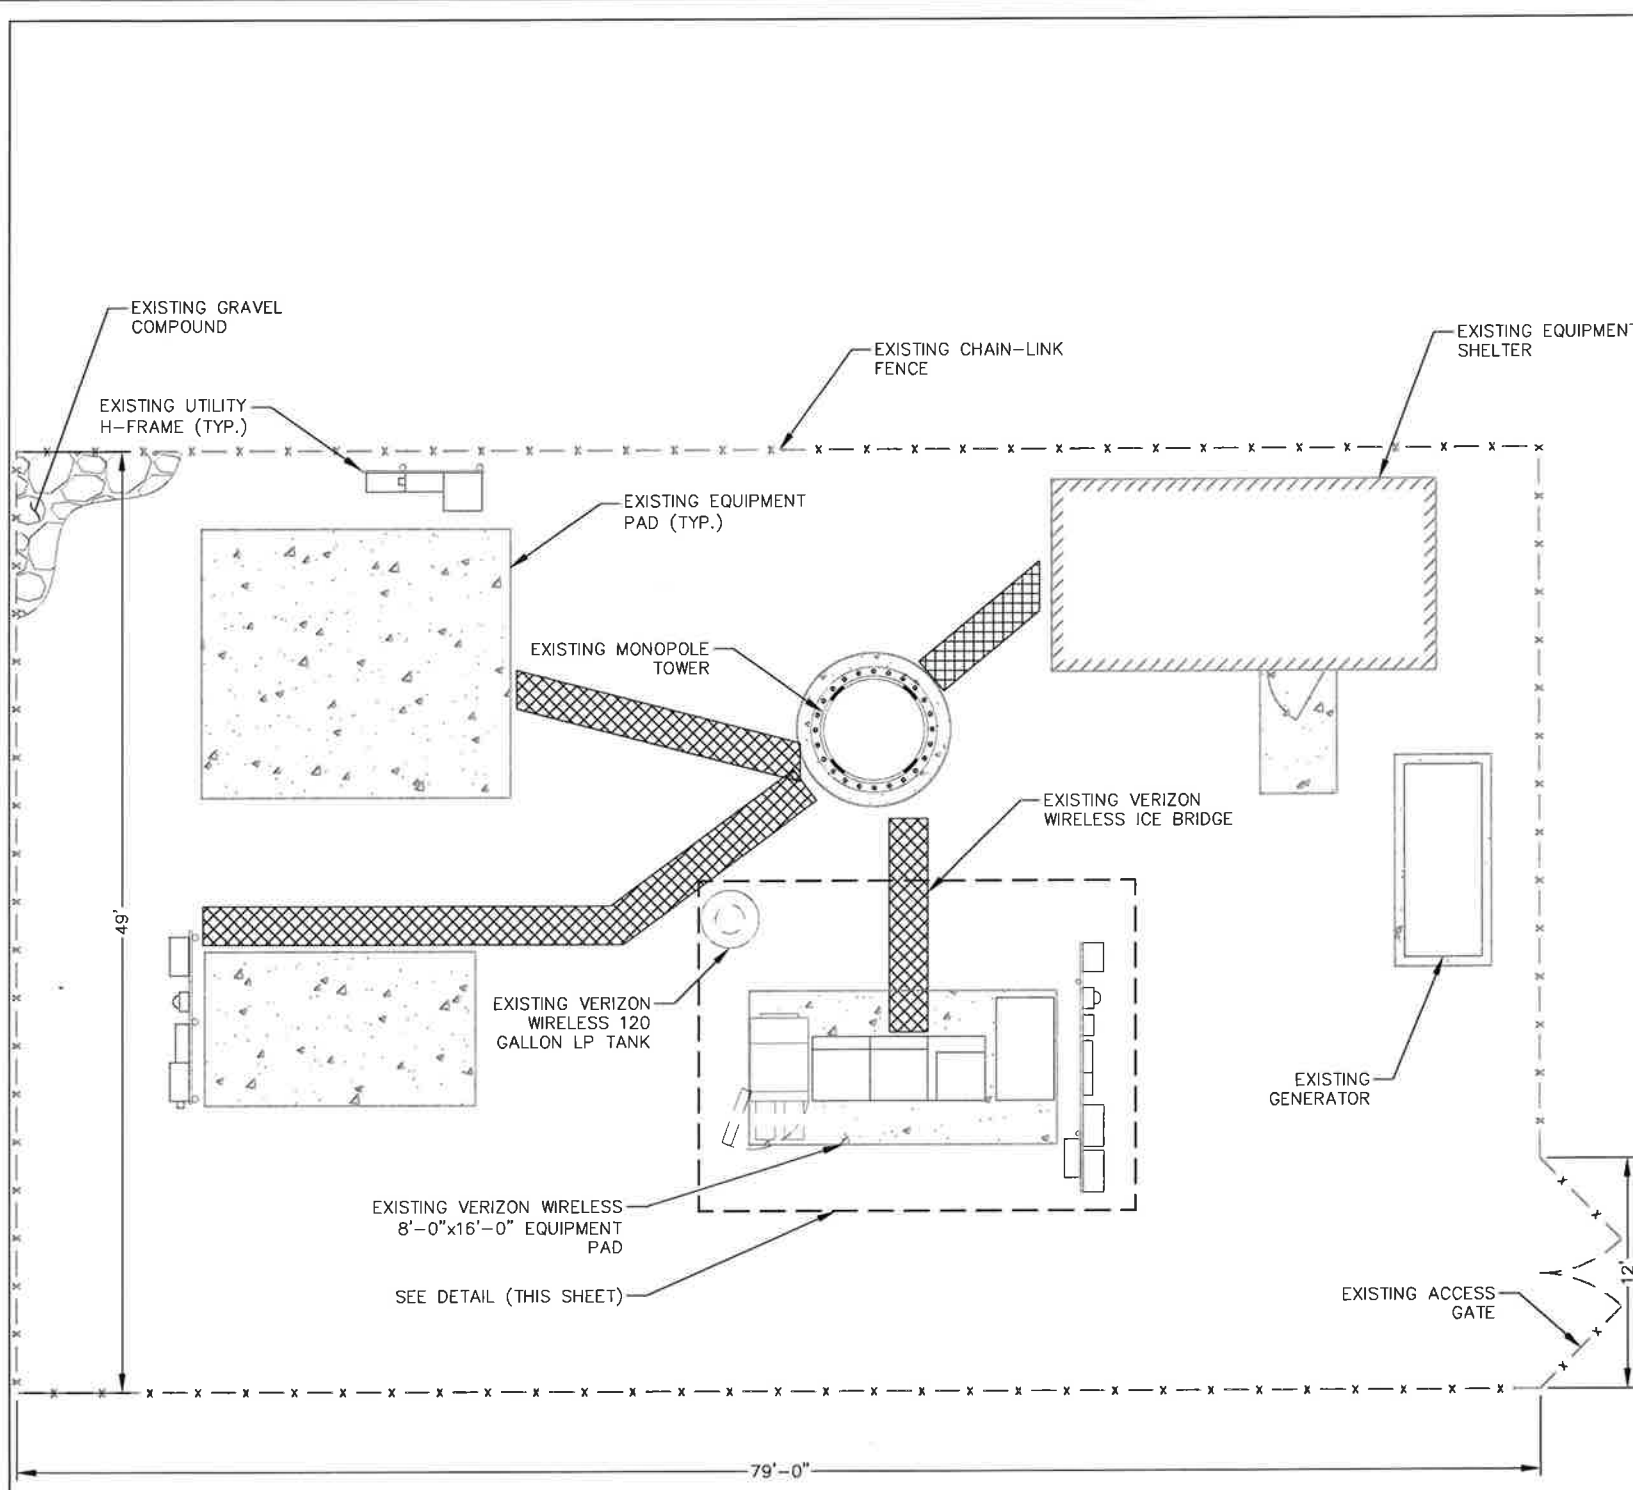 EXISTING GRAVEL
COMPOUND
EXISTING CHAIN-LINK
FENCE
EXISTING EQUIPMENT
SHELTER
EXISTING UTILITY
H-FRAME (TYP.)
EXISTING EQUIPMENT
PAD (TYP.)
EXISTING MONOPOLE
TOWER
EXISTING VERIZON
WIRELESS ICE BRIDGE
49'
EXISTING VERIZON
WIRELESS 120
GALLON LP TANK
EXISTING
GENERATOR
EXISTING VERIZON WIRELESS
8'-0"x16'-0" EQUIPMENT
PAD
SEE DETAIL (THIS SHEET)
EXISTING ACCESS
GATE
12'
79'-0"